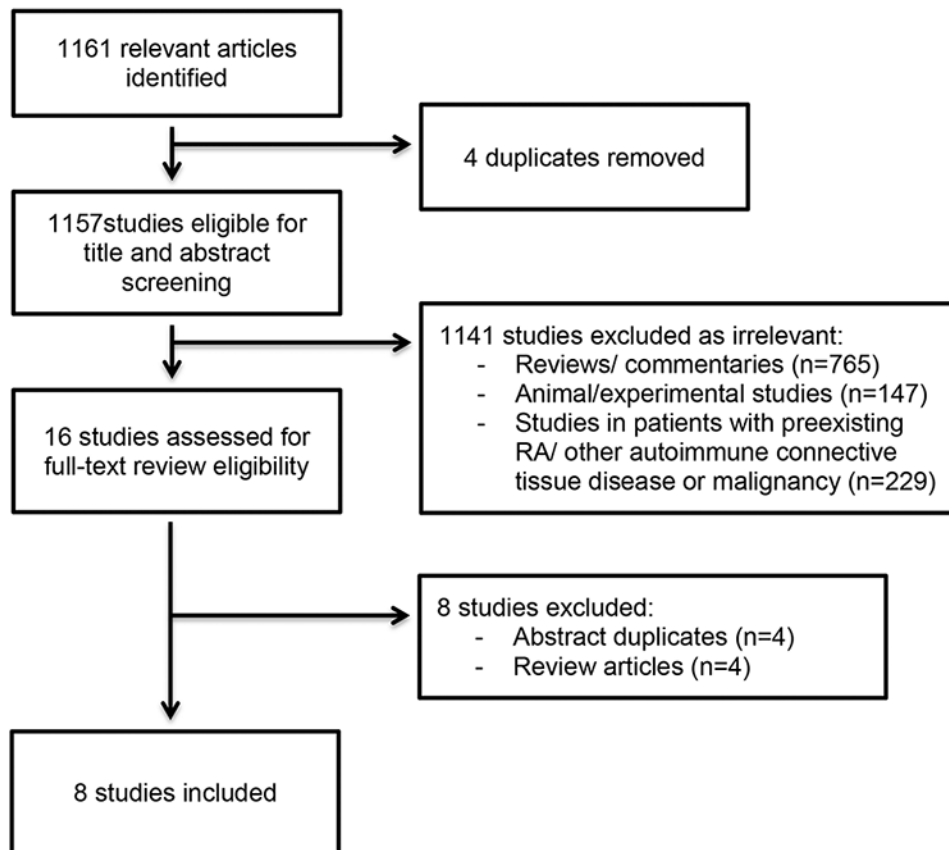 1161 relevant articles
identified
4 duplicates removed
1157studies eligible for
title and abstract
screening
1141 studies excluded as irrelevant:
- Reviews/ commentaries (n=765)
- Animal/experimental studies (n=147)
- Studies in patients with preexisting
RA/ other autoimmune connective
tissue disease or malignancy (n=229)
16 studies assessed for
full-text review eligibility
8 studies excluded:
- Abstract duplicates (n=4)
- Review articles (n=4)
8 studies included